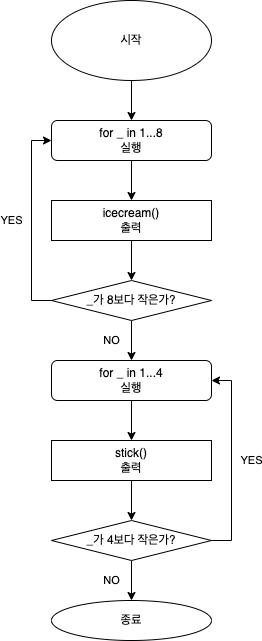 시작
for _ in 1...8
실행
icecream()
출력
YES
_가 8보다 작은가?
NO
for _ in 1...4
실행
stick()
출력
YES
_가 4보다 작은가?
NO
종료